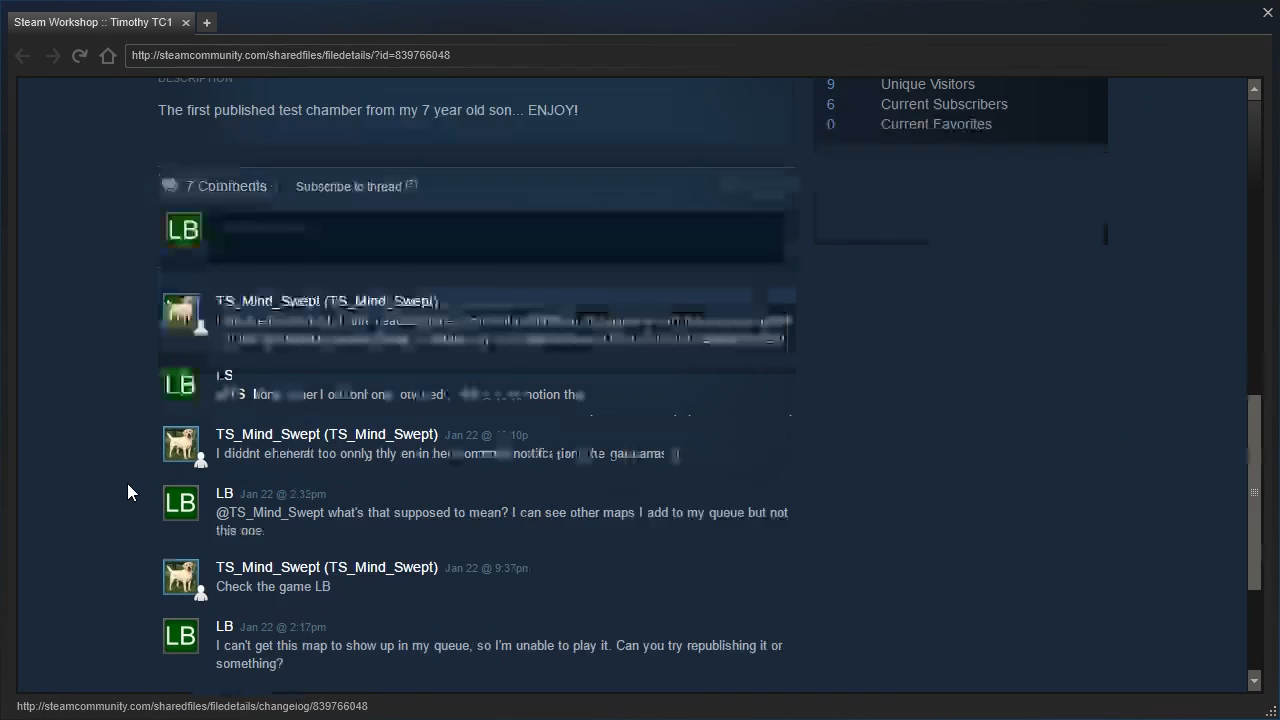 Steam Workshop :: Timothy TC1
http://steamcommunity.com/sharedfiles/filedetails/?id=839766048
DESCRIPTION
9 Unique Visitors
The first published test chamber from my 7 year old son... ENJOY!
6 Current Subscribers
0 Current Favorites
7 Comments Subscribe to thread (?)
LB
TS_Mind_Swept (TS_Mind_Swept)
LB
TS_Mind_Swept (TS_Mind_Swept) Jan 22 @
I
LB Jan 22 @ 2:32pm
LB
@TS_Mind_Swept what's that supposed to mean? I can see other maps I add to my queue but not
this one.
TS_Mind_Swept (TS_Mind_Swept) Jan 22 @ 9:37pm
Check the game LB
LB Jan 22 @ 2:17pm
LB
I can't get this map to show up in my queue, so I'm unable to play it. Can you try republishing it or
something?
http://steamcommunity.com/sharedfiles/filedetails/changelog/839766048